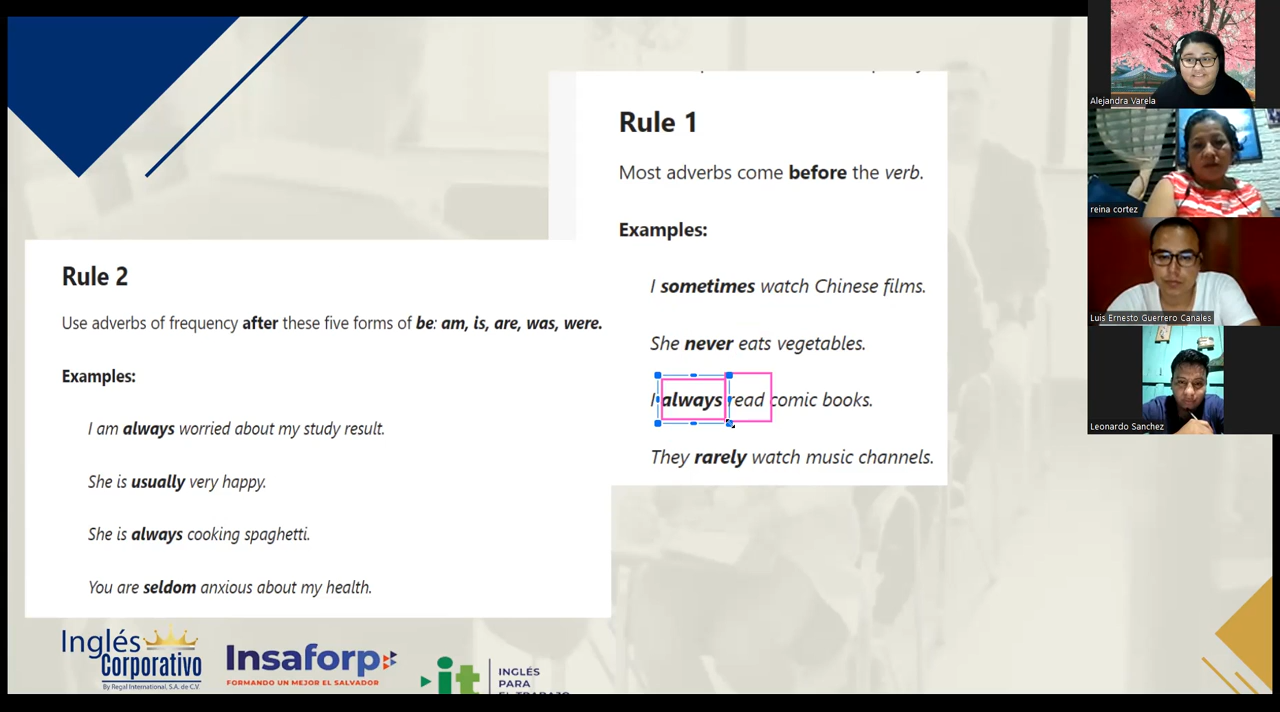 Rule 1
Most adverbs come before the verb.
Examples:
I sometimes watch Chinese films.
She never eats vegetables.
I always read comic books.
They rarely watch music channels.
Rule 2
Use adverbs of frequency after these five forms of be: am, is, are, was, were.
Examples:
I am always worried about my study result.
She is usually very happy.
She is always cooking spaghetti.
You are seldom anxious about my health.
Inglés
Corporativo
By Regal International, S.A. de C.V.
Insaforp
FORMANDO UN MEJOR EL SALVADOR
it
INGLÉS
PARA
EL TRABAJO
Alejandra Varela
reina cortez
Luis Ernesto Guerrero Canales
Leonardo Sanchez